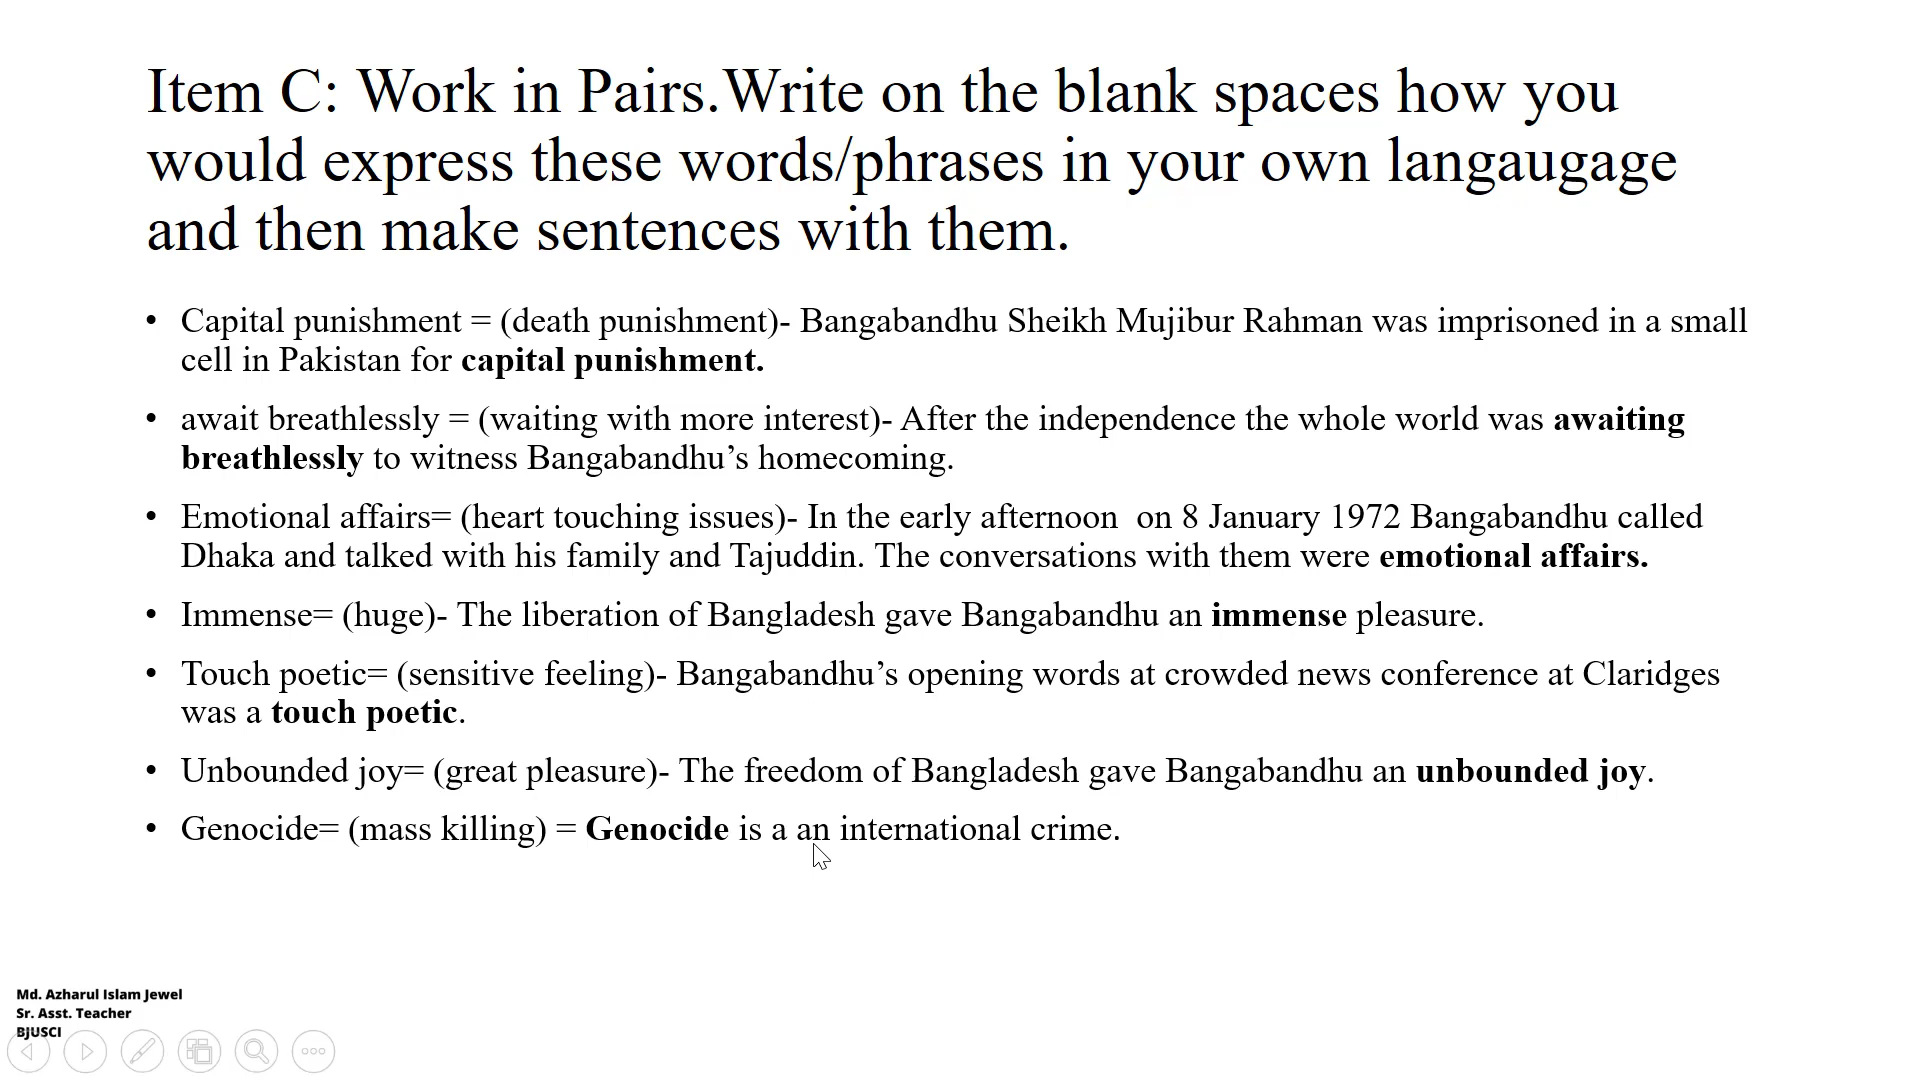 Item C: Work in Pairs.Write on the blank spaces how you
would express these words/phrases in your own langaugage
and then make sentences with them.
• Capital punishment = (death punishment)- Bangabandhu Sheikh Mujibur Rahman was imprisoned in a small
cell in Pakistan for capital punishment.
• await breathlessly = (waiting with more interest)- After the independence the whole world was awaiting
breathlessly to witness Bangabandhu’s homecoming.
• Emotional affairs= (heart touching issues)- In the early afternoon  on 8 January 1972 Bangabandhu called
Dhaka and talked with his family and Tajuddin. The conversations with them were emotional affairs.
• Immense= (huge)- The liberation of Bangladesh gave Bangabandhu an immense pleasure.
• Touch poetic= (sensitive feeling)- Bangabandhu’s opening words at crowded news conference at Claridges
was a touch poetic.
• Unbounded joy= (great pleasure)- The freedom of Bangladesh gave Bangabandhu an unbounded joy.
• Genocide= (mass killing) = Genocide is a an international crime.
Md. Azharul Islam Jewel
Sr. Asst. Teacher
BJUSCI